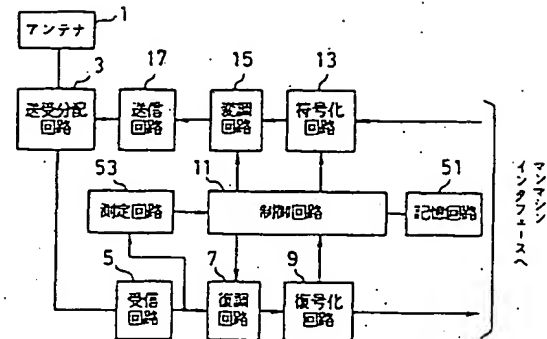 アンテナ
1
3
送受分配
回路
17
送信
回路
15
変調
回路
13
符号化
回路
53
測定回路
11
制御回路
51
記憶回路
5
受信
回路
7
復調
回路
9
復号化
回路
マンマシン
インタフェースへ